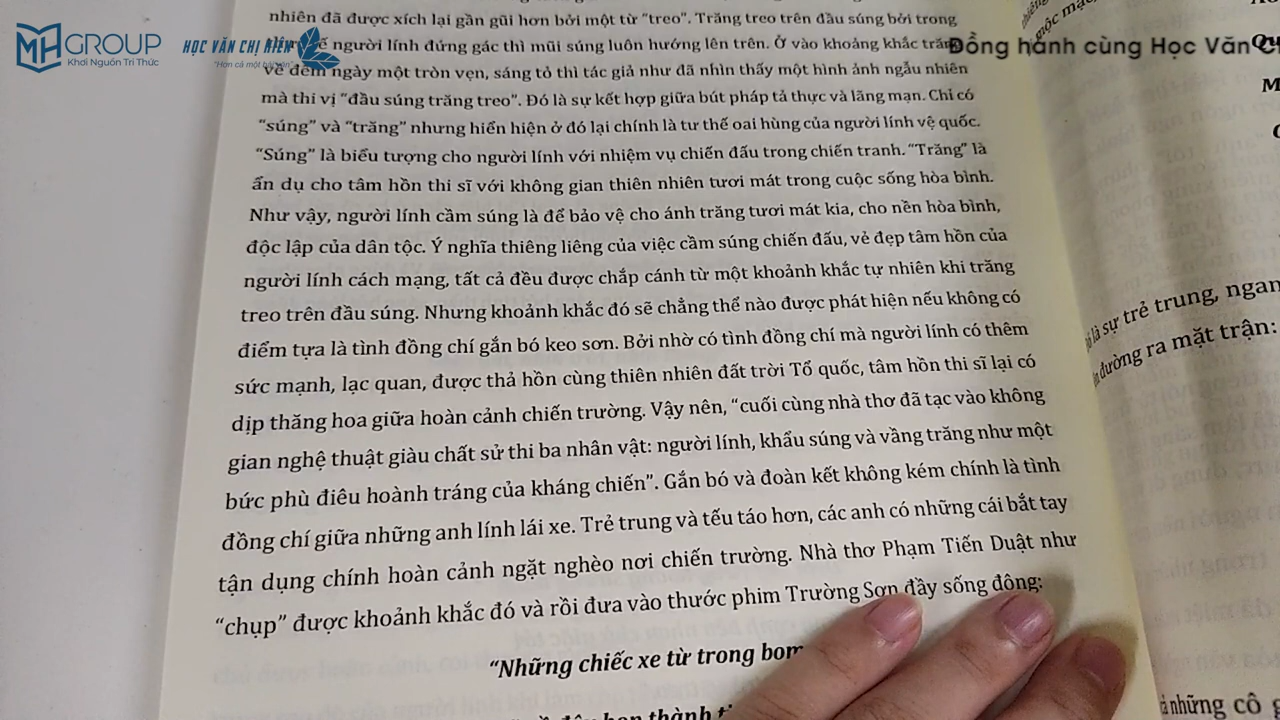 MH GROUP
Khơi Nguồn Tri Thức
HỌC VĂN CHỊ HIÊN
"Hơn cả một bài văn"
Đồng hành cùng Học Văn
nhiên đã được xích lại gần gũi hơn bởi một từ “treo”. Trăng treo trên đầu súng bởi trong
người lính đứng gác thì mũi súng luôn hướng lên trên. Ở vào khoảng khắc
về đêm ngày một tròn vẹn, sáng tỏ thì tác giả như đã nhìn thấy một hình ảnh ngẫu nhiên
mà thi vị “đầu súng trăng treo”. Đó là sự kết hợp giữa bút pháp tả thực và lãng mạn. Chỉ có
“súng” và “trăng” nhưng hiển hiện ở đó lại chính là tư thế oai hùng của người lính vệ quốc.
“Súng” là biểu tượng cho người lính với nhiệm vụ chiến đấu trong chiến tranh. “Trăng” là
ẩn dụ cho tâm hồn thi sĩ với không gian thiên nhiên tươi mát trong cuộc sống hòa bình.
Như vậy, người lính cầm súng là để bảo vệ cho ánh trăng tươi mát kia, cho nền hòa bình,
độc lập của dân tộc. Ý nghĩa thiêng liêng của việc cầm súng chiến đấu, vẻ đẹp tâm hồn của
người lính cách mạng, tất cả đều được chắp cánh từ một khoảnh khắc tự nhiên khi trăng
treo trên đầu súng. Nhưng khoảnh khắc đó sẽ chẳng thể nào được phát hiện nếu không có
điểm tựa là tình đồng chí gắn bó keo sơn. Bởi nhờ có tình đồng chí mà người lính có thêm
sức mạnh, lạc quan, được thả hồn cùng thiên nhiên đất trời Tổ quốc, tâm hồn thi sĩ lại có
dịp thăng hoa giữa hoàn cảnh chiến trường. Vậy nên, “cuối cùng nhà thơ đã tạc vào không
gian nghệ thuật giàu chất sử thi ba nhân vật: người lính, khẩu súng và vầng trăng như một
bức phù điêu hoành tráng của kháng chiến”. Gắn bó và đoàn kết không kém chính là tình
đồng chí giữa những anh lính lái xe. Trẻ trung và tếu táo hơn, các anh có những cái bắt tay
tận dụng chính hoàn cảnh ngặt nghèo nơi chiến trường. Nhà thơ Phạm Tiến Duật như
“chụp” được khoảnh khắc đó và rồi đưa vào thước phim Trường Sơn đầy sống động:
“Những chiếc xe từ trong bom
mộc mạc
là sự trẻ trung,
đường ra mặt trận:
những cô